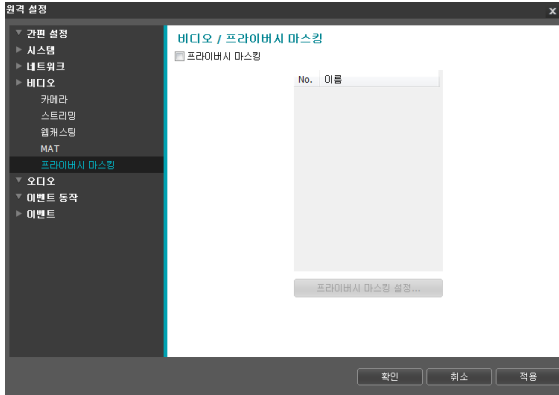 원격 설정
x
간편 설정
시스템
네트워크
비디오
카메라
스트리밍
웹캐스팅
MAT
프라이버시 마스킹
오디오
이벤트 동작
이벤트
비디오 / 프라이버시 마스킹
프라이버시 마스킹
No. 이름
프라이버시 마스킹 설정...
확인 취소 적용